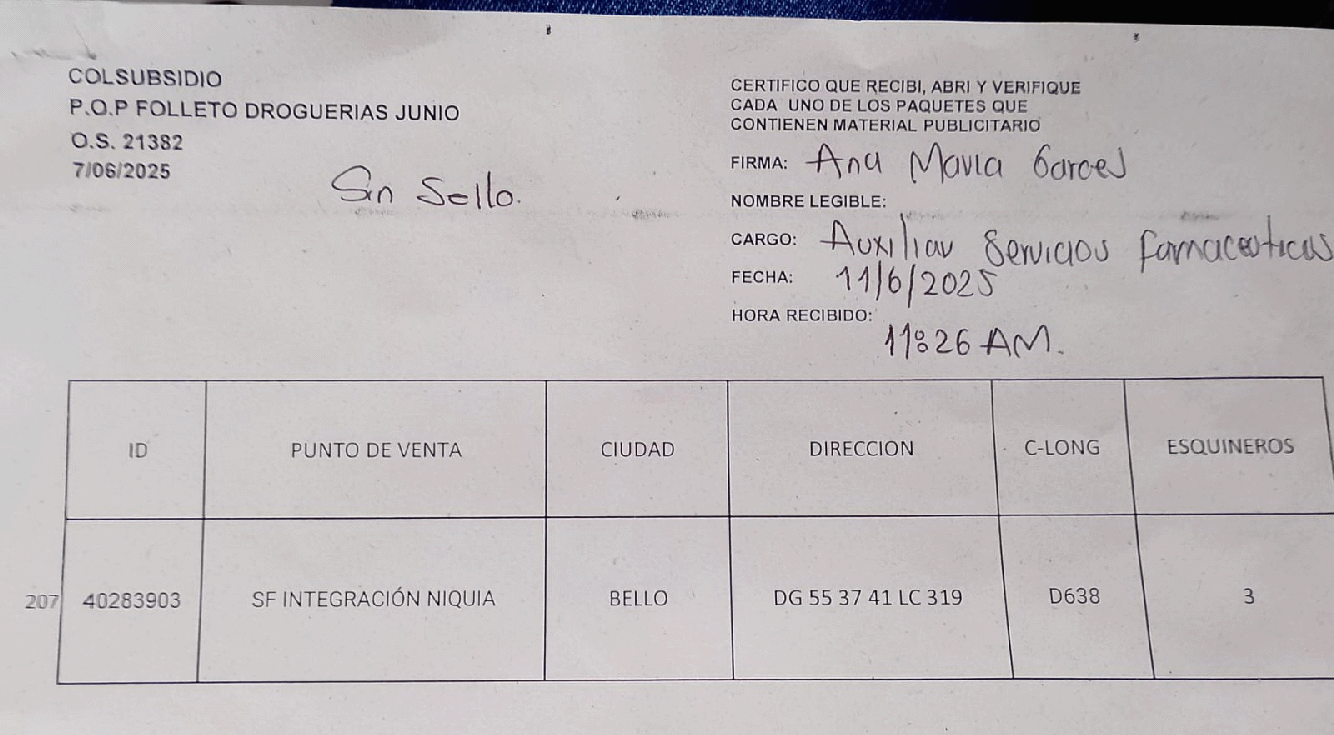 COLSUBSIDIO
P.O.P FOLLETO DROGUERIAS JUNIO
O.S. 21382
7/06/2025
Sin Sello.
CERTIFICO QUE RECIBI, ABRI Y VERIFIQUE
CADA UNO DE LOS PAQUETES QUE
CONTIENEN MATERIAL PUBLICITARIO
FIRMA: Ana Maria Garces
NOMBRE LEGIBLE:
CARGO: Auxiliar Servicios farmaceuticos
FECHA: 11/6/2025
HORA RECIBIDO: 11:26 AM.
ID PUNTO DE VENTA CIUDAD DIRECCION C-LONG ESQUINEROS
207 40283903 SF INTEGRACIÓN NIQUIA BELLO DG 55 37 41 LC 319 D638 3